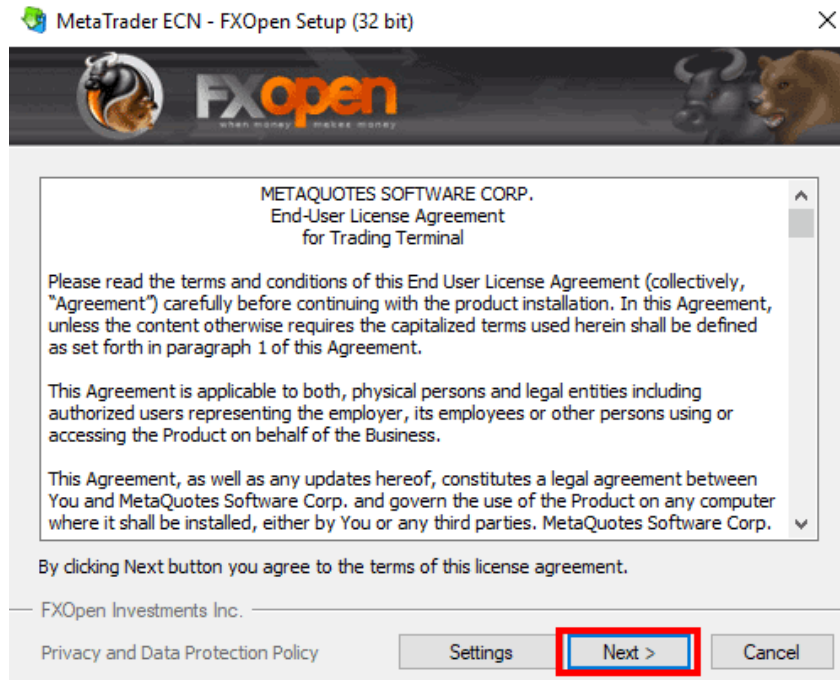 MetaTrader ECN - FXOpen Setup (32 bit)
FXopen
when money makes money
METAQUOTES SOFTWARE CORP.
End-User License Agreement
for Trading Terminal
Please read the terms and conditions of this End User License Agreement (collectively,
“Agreement”) carefully before continuing with the product installation. In this Agreement,
unless the content otherwise requires the capitalized terms used herein shall be defined
as set forth in paragraph 1 of this Agreement.
This Agreement is applicable to both, physical persons and legal entities including
authorized users representing the employer, its employees or other persons using or
accessing the Product on behalf of the Business.
This Agreement, as well as any updates hereof, constitutes a legal agreement between
You and MetaQuotes Software Corp. and govern the use of the Product on any computer
where it shall be installed, either by You or any third parties. MetaQuotes Software Corp.
By clicking Next button you agree to the terms of this license agreement.
FXOpen Investments Inc.
Privacy and Data Protection Policy
Settings
Next >
Cancel